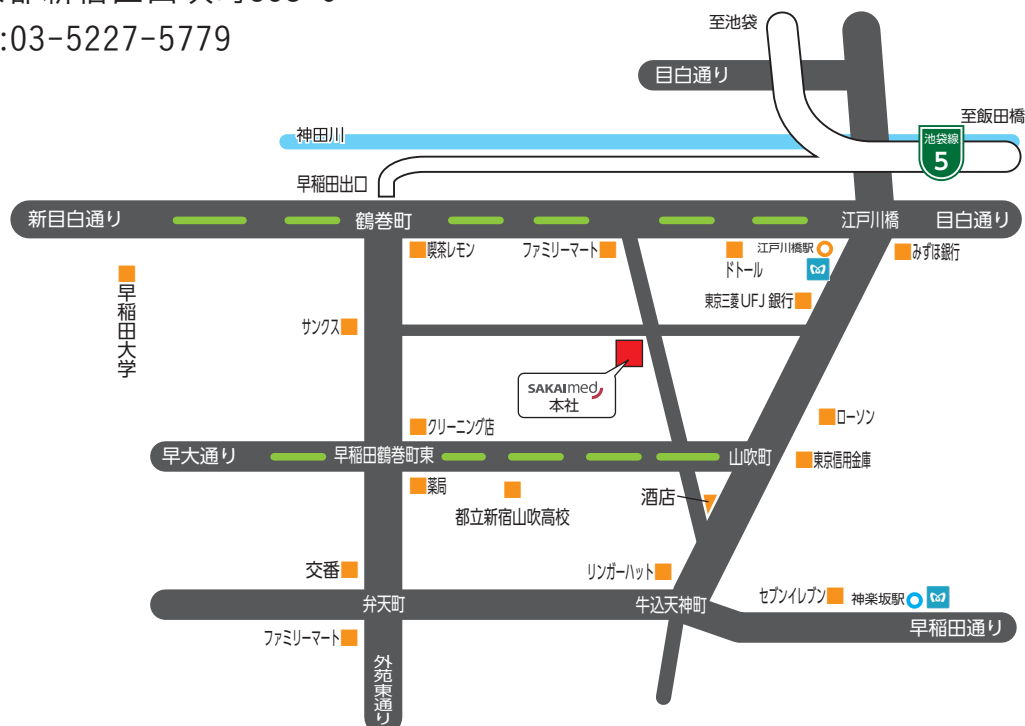 :03-5227-5779
至池袋
目白通り
至飯田橋
神田川
池袋線
5
早稲田出口
新目白通り
鶴巻町
江戸川橋
目白通り
喫茶レモン
ファミリーマート
江戸川橋駅
ドトール
みずほ銀行
早稲田大学
東京三菱UFJ銀行
サンクス
SAKAImed
本社
クリーニング店
ローソン
早大通り
早稲田鶴巻町東
山吹町
東京信用金庫
薬局
都立新宿山吹高校
酒店
交番
リンガーハット
弁天町
牛込天神町
セブンイレブン
神楽坂駅
早稲田通り
ファミリーマート
外苑東通り